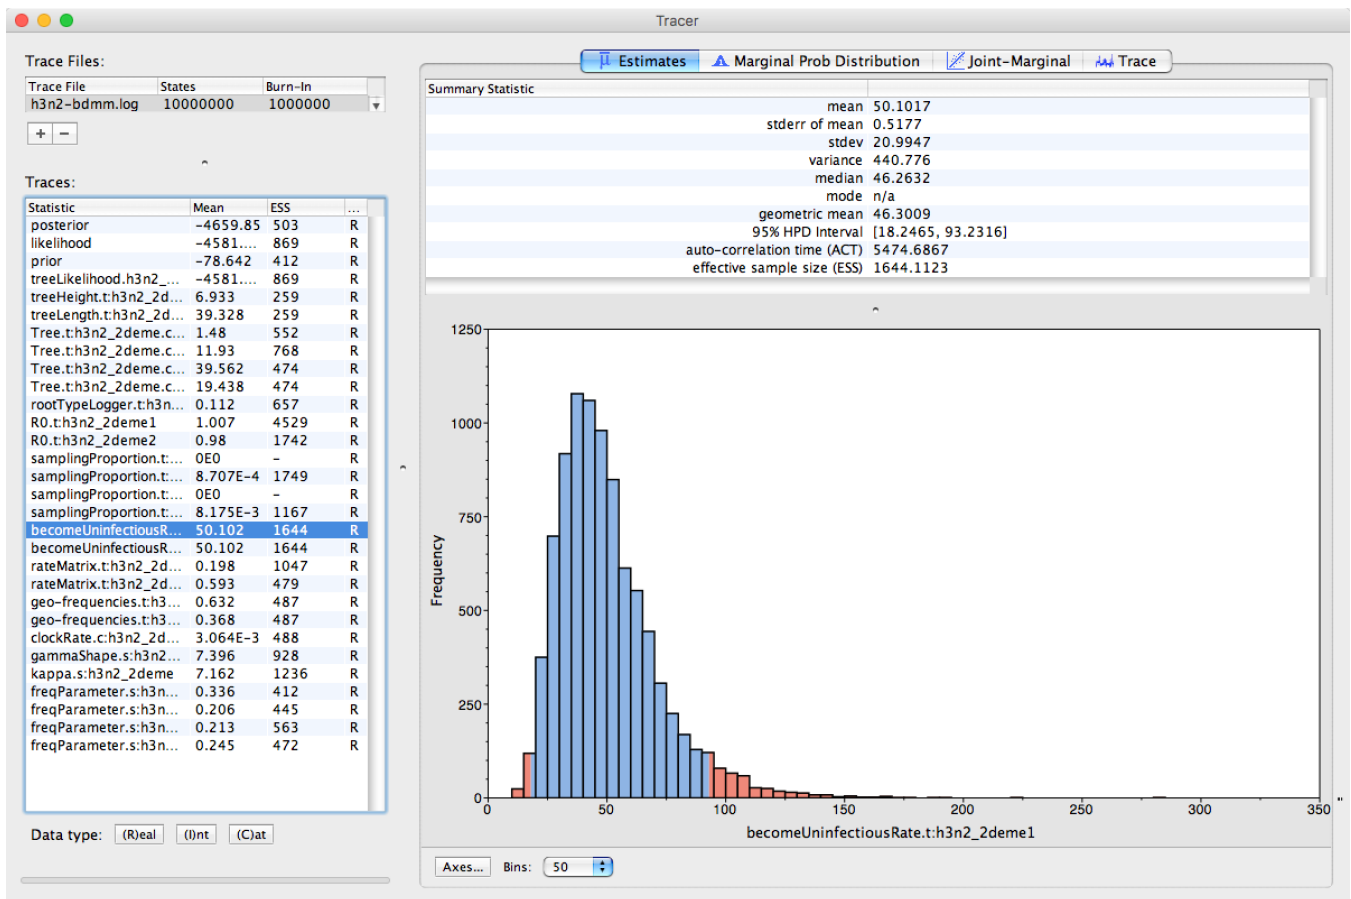 Tracer
Trace Files:
Trace File States Burn-In
h3n2-bdmm.log 10000000 1000000
+ −
Traces:
Statistic Mean ESS ...
posterior -4659.85 503 R
likelihood -4581.... 869 R
prior -78.642 412 R
treeLikelihood.h3n2_... -4581.... 869 R
treeHeight.t:h3n2_2d... 6.933 259 R
treeLength.t:h3n2_2d... 39.328 259 R
Tree.t:h3n2_2deme.c... 1.48 552 R
Tree.t:h3n2_2deme.c... 11.93 768 R
Tree.t:h3n2_2deme.c... 39.562 474 R
Tree.t:h3n2_2deme.c... 19.438 474 R
rootTypeLogger.t:h3n... 0.112 657 R
R0.t:h3n2_2deme1 1.007 4529 R
R0.t:h3n2_2deme2 0.98 1742 R
samplingProportion.t:... 0E0 - R
samplingProportion.t:... 8.707E-4 1749 R
samplingProportion.t:... 0E0 - R
samplingProportion.t:... 8.175E-3 1167 R
becomeUninfectiousR... 50.102 1644 R
becomeUninfectiousR... 50.102 1644 R
rateMatrix.t:h3n2_2d... 0.198 1047 R
rateMatrix.t:h3n2_2d... 0.593 479 R
geo-frequencies.t:h3... 0.632 487 R
geo-frequencies.t:h3... 0.368 487 R
clockRate.c:h3n2_2d... 3.064E-3 488 R
gammaShape.s:h3n2... 7.396 928 R
kappa.s:h3n2_2deme 7.162 1236 R
freqParameter.s:h3n... 0.336 412 R
freqParameter.s:h3n... 0.206 445 R
freqParameter.s:h3n... 0.213 563 R
freqParameter.s:h3n... 0.245 472 R
Data type: (R)eal (I)nt (C)at
Estimates Marginal Prob Distribution Joint-Marginal Trace
Summary Statistic
mean 50.1017
stderr of mean 0.5177
stdev 20.9947
variance 440.776
median 46.2632
mode n/a
geometric mean 46.3009
95% HPD Interval [18.2465, 93.2316]
auto-correlation time (ACT) 5474.6867
effective sample size (ESS) 1644.1123
1250
1000
750
500
250
0
Frequency
0 50 100 150 200 250 300 350
becomeUninfectiousRate.t:h3n2_2deme1
Axes... Bins: 50